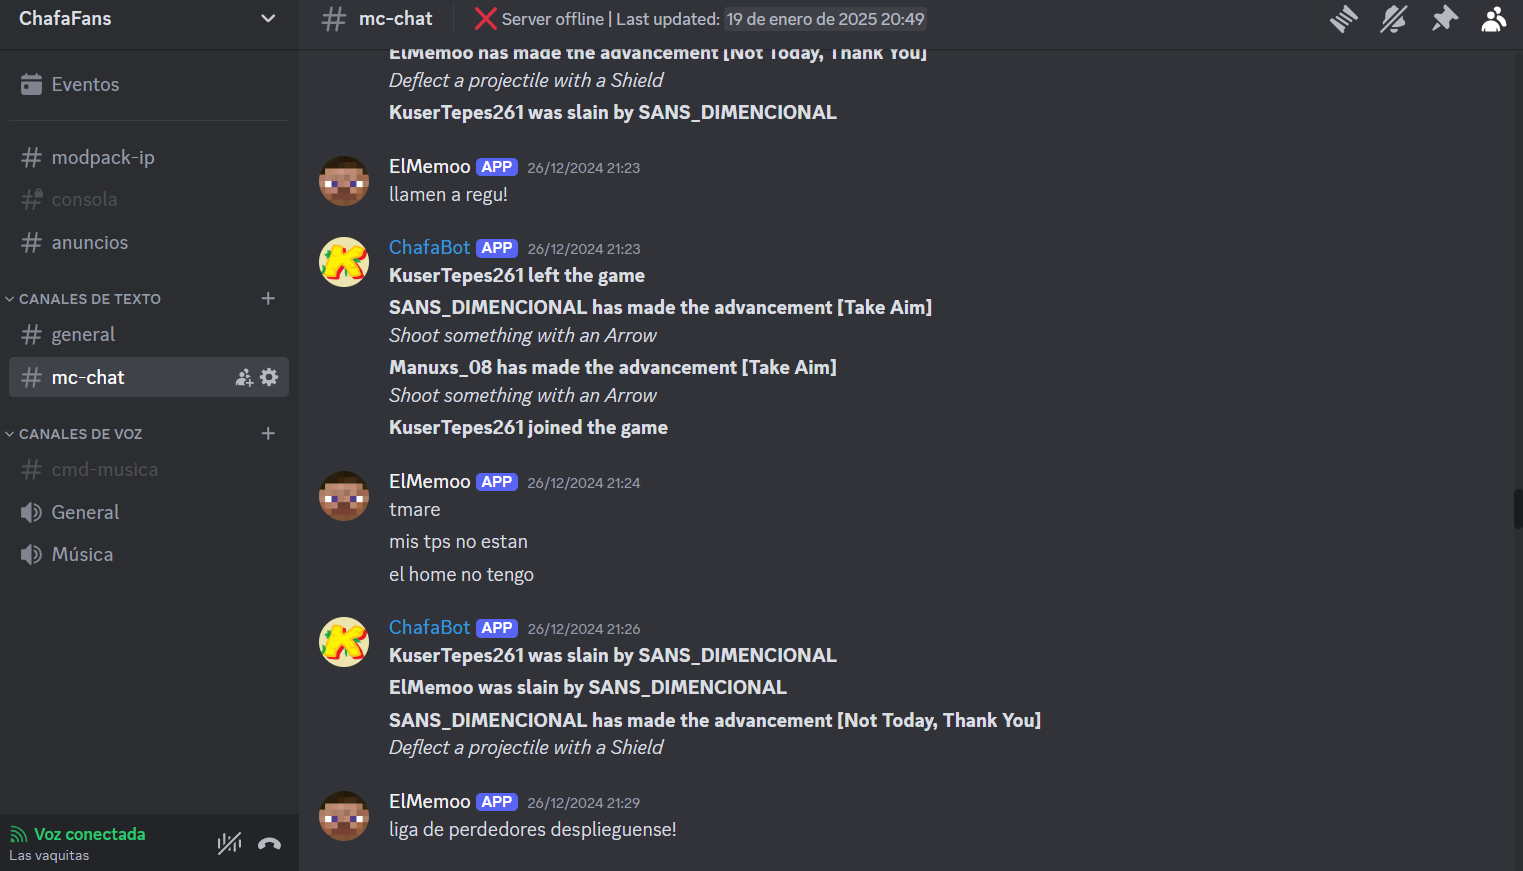 ChafaFans
Eventos
modpack-ip
consola
anuncios
CANALES DE TEXTO
general
mc-chat
CANALES DE VOZ
cmd-musica
General
Música
Voz conectada
Las vaquitas
mc-chat
Server offline | Last updated: 19 de enero de 2025 20:49
ElMemoo has made the advancement [Not Today, Thank You]
Deflect a projectile with a Shield
KuserTepes261 was slain by SANS_DIMENCIONAL
ElMemoo APP 26/12/2024 21:23
llamen a regu!
ChafaBot APP 26/12/2024 21:23
KuserTepes261 left the game
SANS_DIMENCIONAL has made the advancement [Take Aim]
Shoot something with an Arrow
Manuxs_08 has made the advancement [Take Aim]
Shoot something with an Arrow
KuserTepes261 joined the game
ElMemoo APP 26/12/2024 21:24
tmare
mis tps no estan
el home no tengo
ChafaBot APP 26/12/2024 21:26
KuserTepes261 was slain by SANS_DIMENCIONAL
ElMemoo was slain by SANS_DIMENCIONAL
SANS_DIMENCIONAL has made the advancement [Not Today, Thank You]
Deflect a projectile with a Shield
ElMemoo APP 26/12/2024 21:29
liga de perdedores desplieguense!